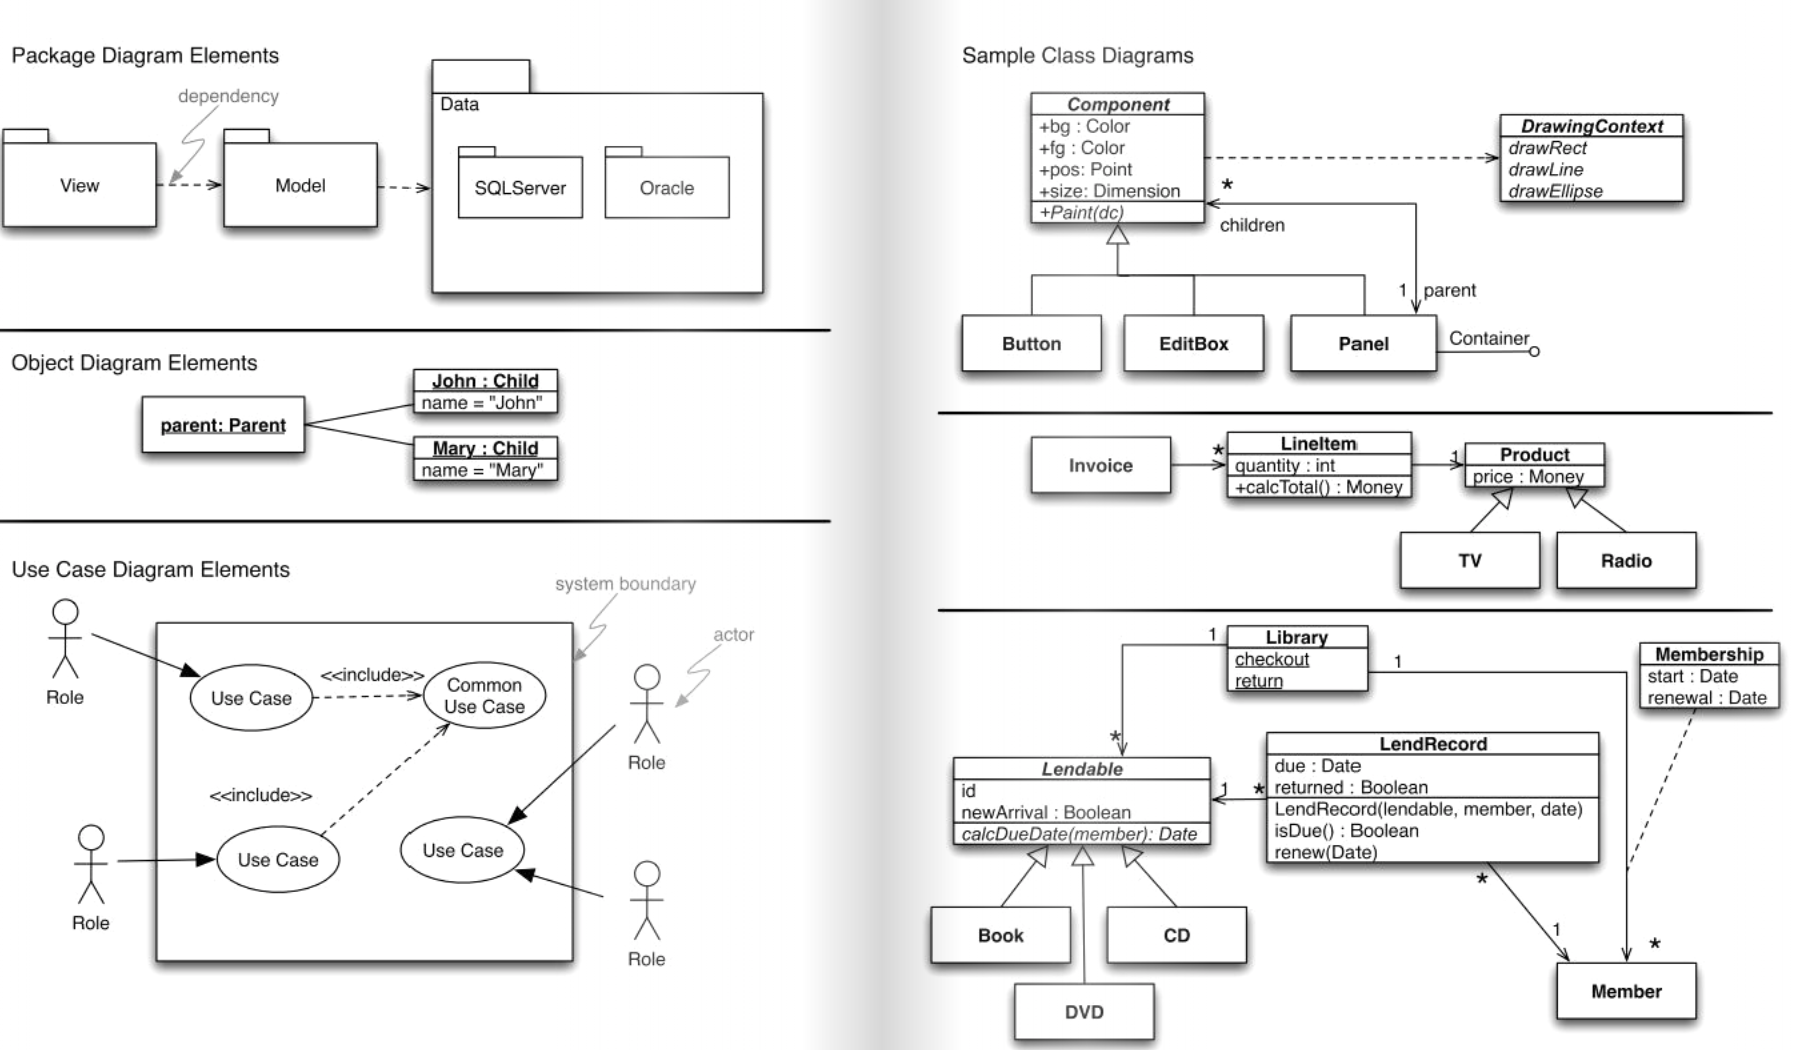 Package Diagram Elements
dependency
View
Model
Data
SQLServer
Oracle
Object Diagram Elements
parent: Parent
John : Child
name = "John"
Mary : Child
name = "Mary"
Use Case Diagram Elements
system boundary
actor
Role
Use Case
<<include>>
Common
Use Case
Role
<<include>>
Role
Use Case
Use Case
Role
Sample Class Diagrams
Component
+bg : Color
+fg : Color
+pos: Point
+size: Dimension
+Paint(dc)
DrawingContext
drawRect
drawLine
drawEllipse
*
children
1 parent
Button
EditBox
Panel
Container
Invoice
*
LineItem
quantity : int
+calcTotal() : Money
1
Product
price : Money
TV
Radio
1
Library
checkout
return
1
Membership
start : Date
renewal : Date
*
Lendable
id
newArrival : Boolean
calcDueDate(member): Date
1 *
LendRecord
due : Date
returned : Boolean
LendRecord(lendable, member, date)
isDue() : Boolean
renew(Date)
*
1
*
Book
CD
DVD
Member